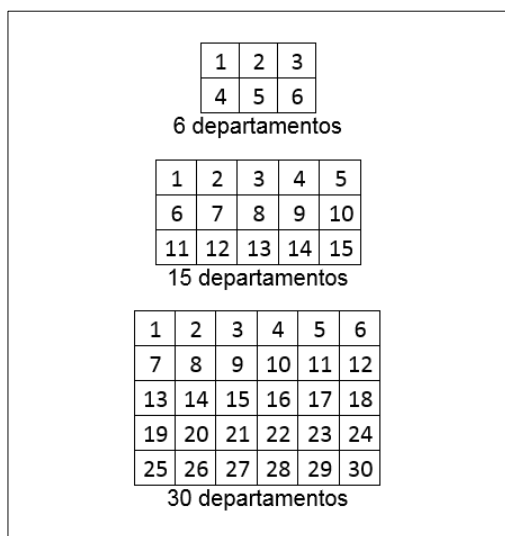 1 2 3
4 5 6
6 departamentos
1 2 3 4 5
6 7 8 9 10
11 12 13 14 15
15 departamentos
1 2 3 4 5 6
7 8 9 10 11 12
13 14 15 16 17 18
19 20 21 22 23 24
25 26 27 28 29 30
30 departamentos